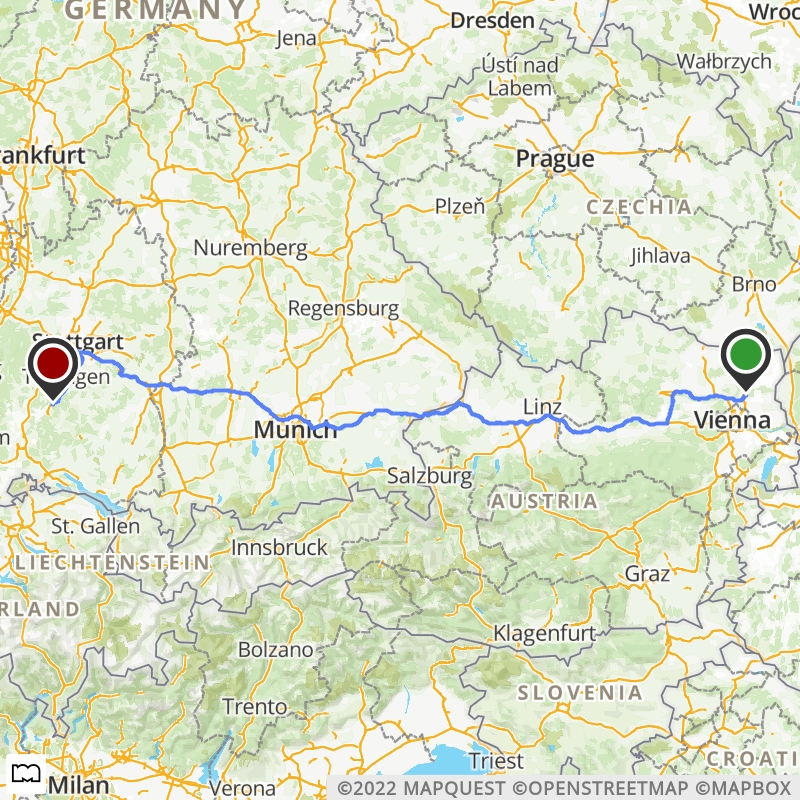 GERMANY
Dresden
Wroc
Jena
Ústí nad
Labem
Wałbrzych
rankfurt
Prague
Plzeň
CZECHIA
Nuremberg
Jihlava
Brno
Regensburg
Stuttgart
T
gen
Linz
Vienna
Munich
m
Salzburg
AUSTRIA
St. Gallen
Innsbruck
LIECHTENSTEIN
Graz
ERLAND
Klagenfurt
Bolzano
SLOVENIA
Trento
Triest
CROATI
Milan
Verona
©2022 MAPQUEST ©OPENSTREETMAP ©MAPBOX